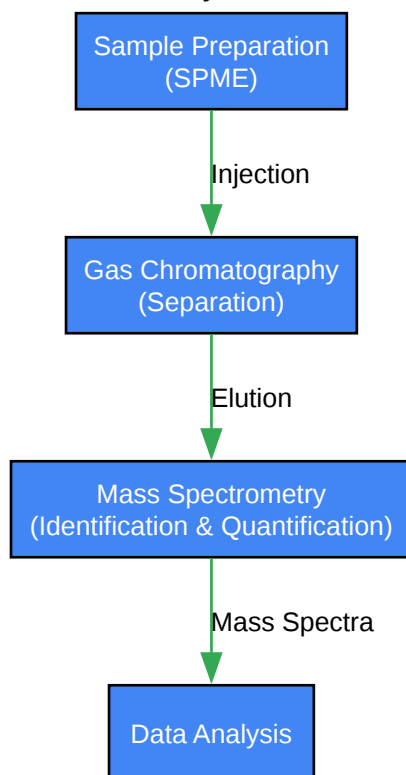 Sample Preparation
(SPME)
Injection
Gas Chromatography
(Separation)
Elution
Mass Spectrometry
(Identification & Quantification)
Mass Spectra
Data Analysis